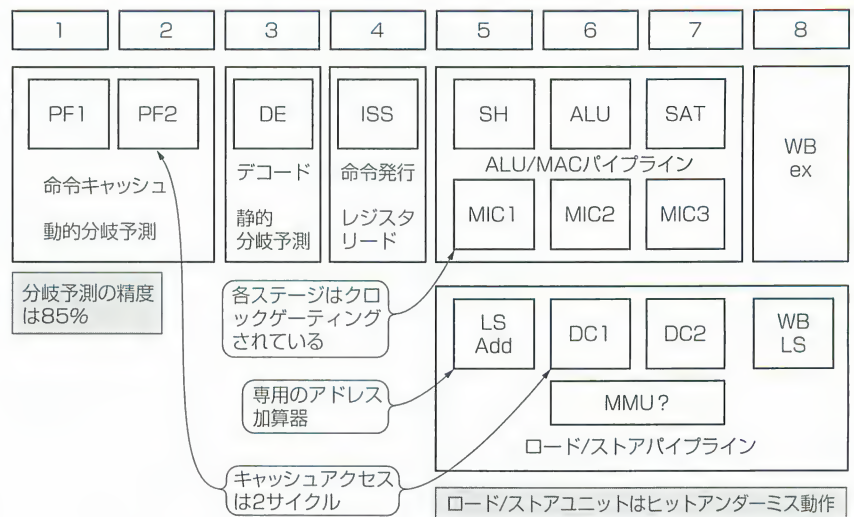 1 2 3 4 5 6 7 8
PF1 PF2 DE ISS SH ALU SAT
WB
ex
命令キャッシュ
動的分岐予測
デコード
静的
分岐予測
命令発行
レジスタ
リード
ALU/MACパイプライン
MIC1 MIC2 MIC3
分岐予測の精度
は85%
各ステージはクロ
ックゲーティング
されている
専用のアドレス
加算器
キャッシュアクセス
は2サイクル
LS
Add
DC1 DC2
WB
LS
MMU?
ロード/ストアパイプライン
ロード/ストアユニットはヒットアンダーミス動作